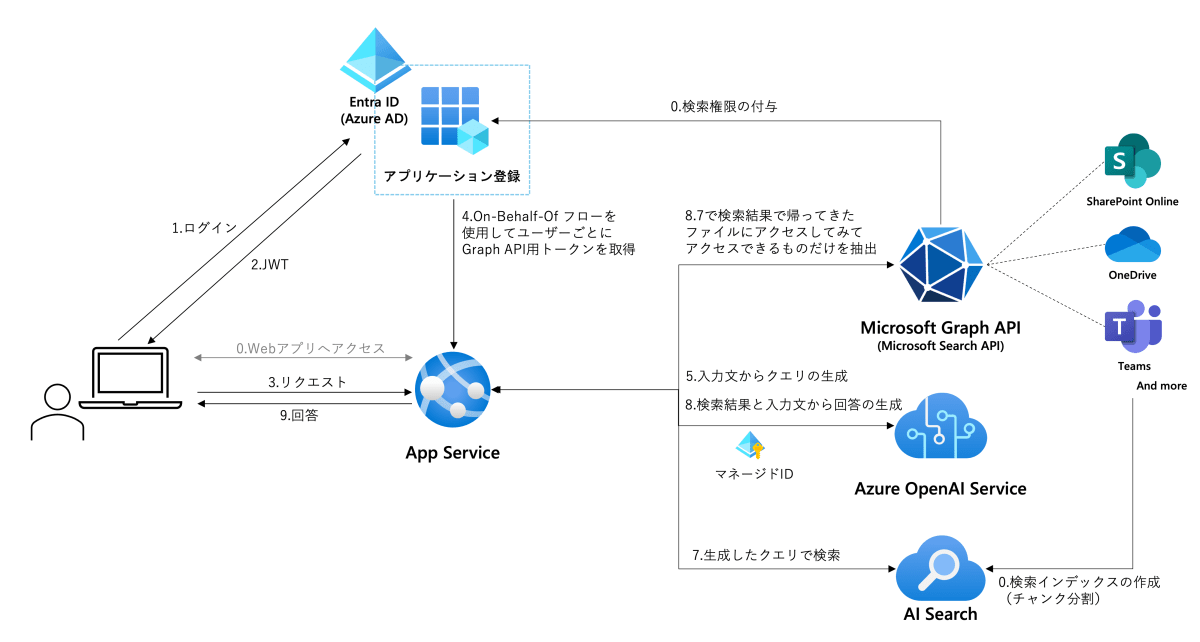 Entra ID
(Azure AD)
アプリケーション登録
0.検索権限の付与
S
SharePoint Online
1.ログイン
2.JWT
4.On-Behalf-Of フローを
使用してユーザーごとに
Graph API用トークンを取得
8.7で検索結果で帰ってきた
ファイルにアクセスしてみて
アクセスできるものだけを抽出
OneDrive
Microsoft Graph API
(Microsoft Search API)
T
Teams
And more
0.Webアプリへアクセス
3.リクエスト
9.回答
App Service
5.入力文からクエリの生成
8.検索結果と入力文から回答の生成
マネージドID
Azure OpenAI Service
7.生成したクエリで検索
AI Search
0.検索インデックスの作成
（チャンク分割）